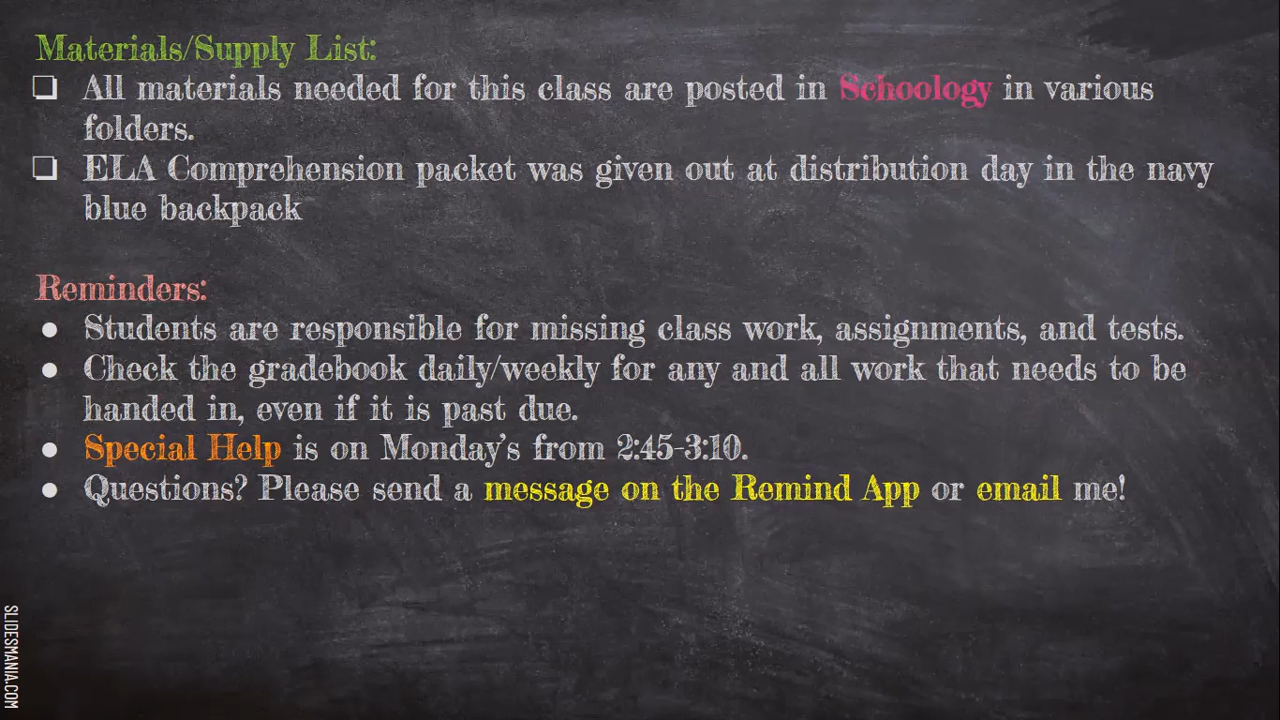 Materials/Supply List:
❏ All materials needed for this class are posted in Schoology in various
folders.
❏ ELA Comprehension packet was given out at distribution day in the navy
blue backpack
Reminders:
● Students are responsible for missing class work, assignments, and tests.
● Check the gradebook daily/weekly for any and all work that needs to be
handed in, even if it is past due.
● Special Help is on Monday's from 2:45-3:10.
● Questions? Please send a message on the Remind App or email me!
SLIDESMANIA.COM